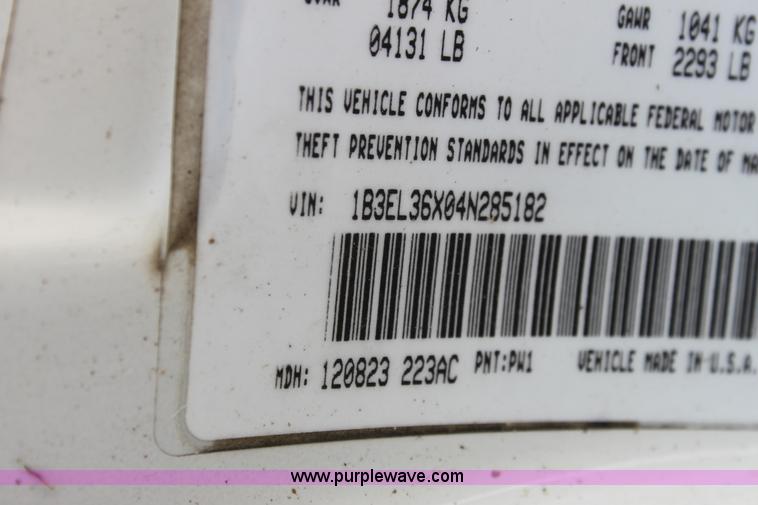 GVWR 1874 KG GAWR 1041 KG
04131 LB FRONT 2293 LB
THIS VEHICLE CONFORMS TO ALL APPLICABLE FEDERAL MOTOR
THEFT PREVENTION STANDARDS IN EFFECT ON THE DATE OF MA
VIN: 1B3EL36X04N285182
MDH: 120823 223AC PNT:PW1 VEHICLE MADE IN U.S.A.
www.purplewave.com